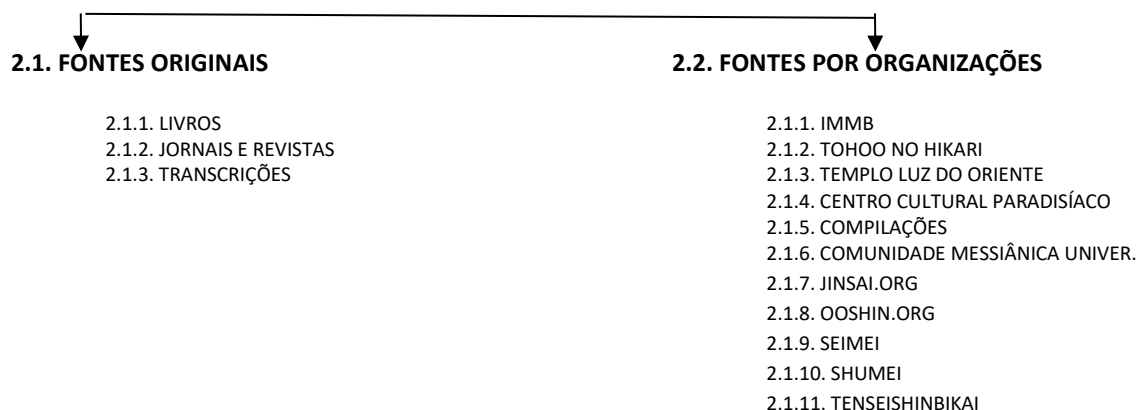 2.1. FONTES ORIGINAIS
2.1.1. LIVROS
2.1.2. JORNAIS E REVISTAS
2.1.3. TRANSCRIÇÕES
2.2. FONTES POR ORGANIZAÇÕES
2.1.1. IMMB
2.1.2. TOHOO NO HIKARI
2.1.3. TEMPLO LUZ DO ORIENTE
2.1.4. CENTRO CULTURAL PARADISÍACO
2.1.5. COMPILAÇÕES
2.1.6. COMUNIDADE MESSIÂNICA UNIVER.
2.1.7. JINSAI.ORG
2.1.8. OOSHIN.ORG
2.1.9. SEIMEI
2.1.10. SHUMEI
2.1.11. TENSEISHINBIKAI